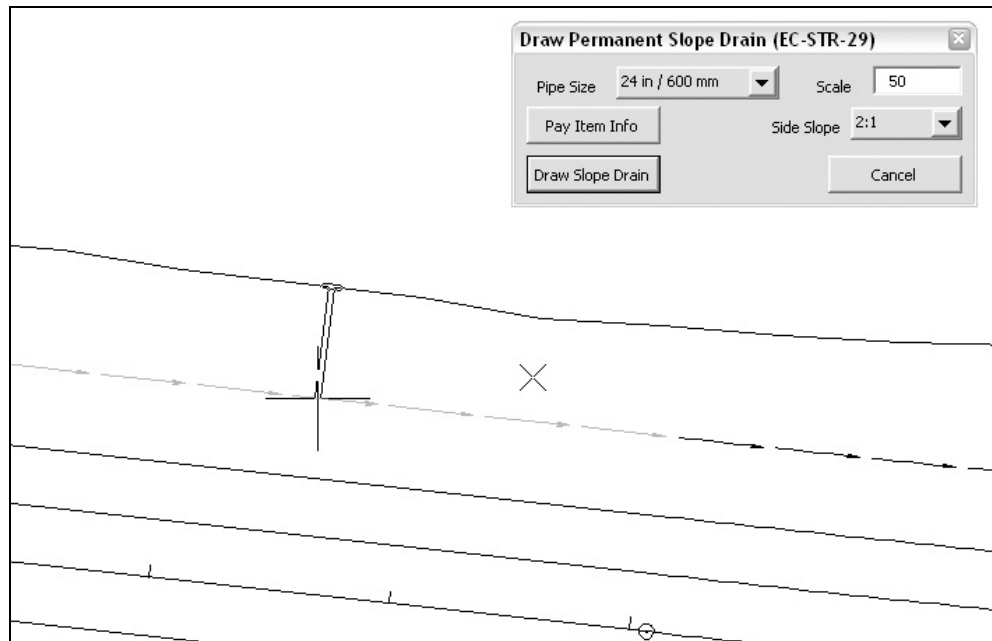 Draw Permanent Slope Drain (EC-STR-29)
Pipe Size 24 in / 600 mm Scale 50
Pay Item Info Side Slope 2:1
Draw Slope Drain Cancel